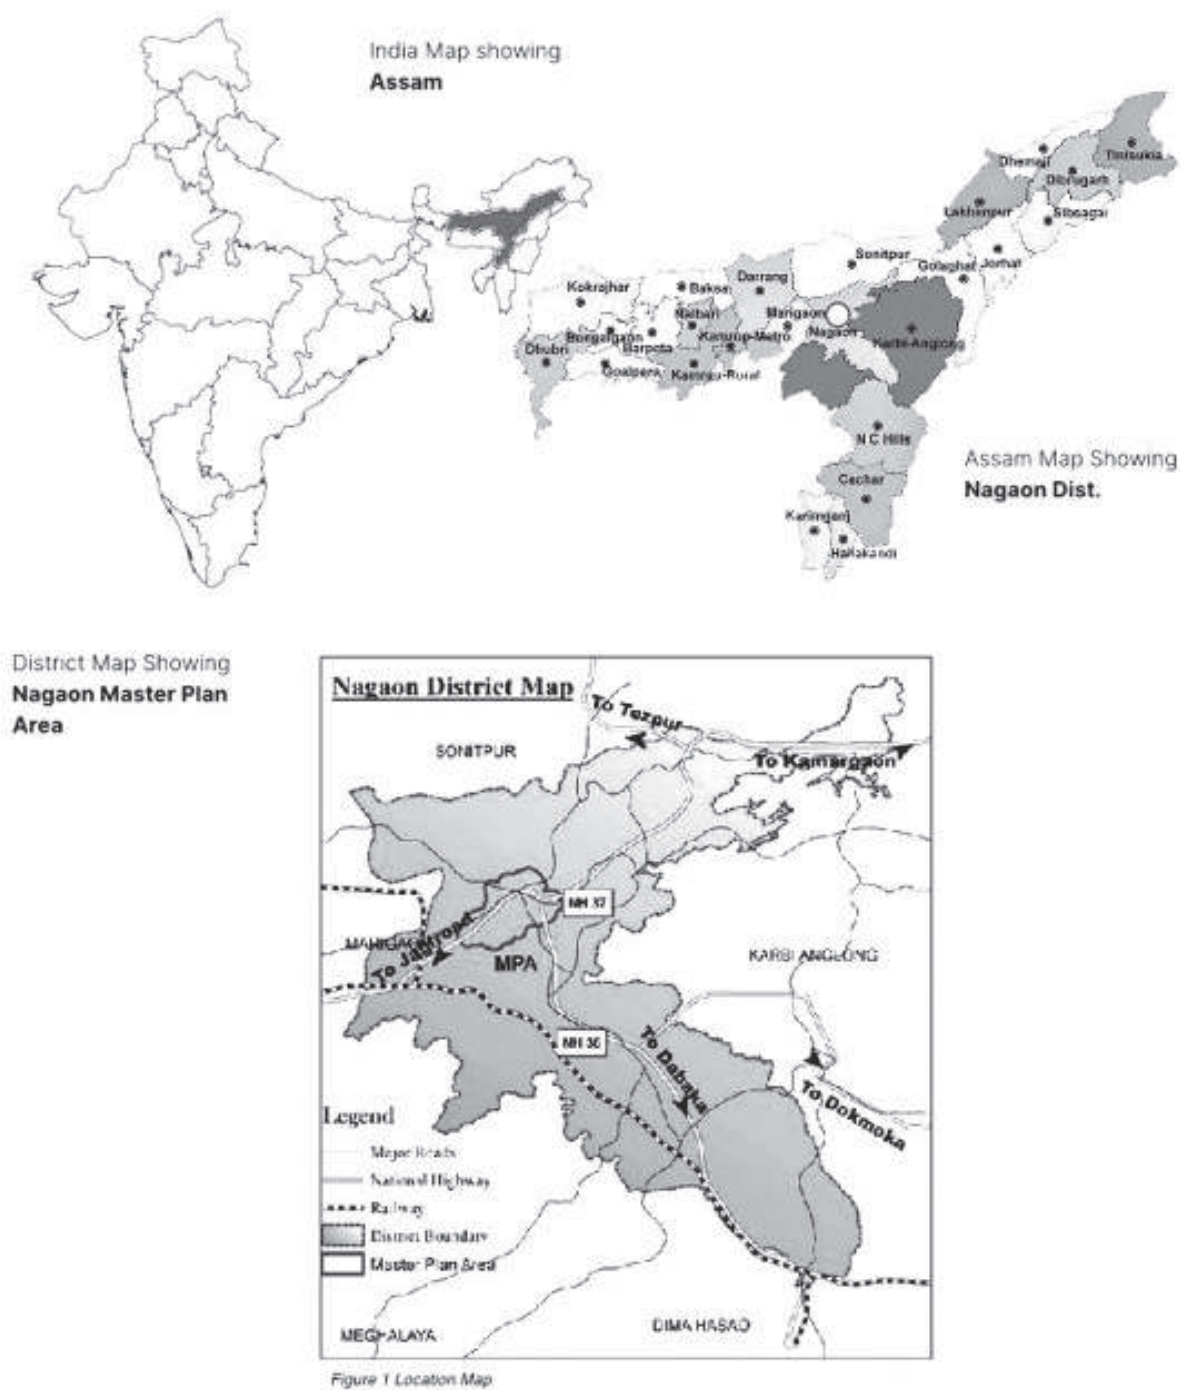 India Map showing
Assam
Dhemaji
Tinisukia
Dibrugarh
Lakhimpur
Sibsagar
Sonitpur
Golaghat
Jorhat
Darrang
Kokrajhar
Baksa
Nalbari
Marigaon
Nagaon
Bongaigaon
Barpeta
Kamrup-Metro
Karbi-Anglong
Dhubri
Goalpara
Kamrup-Rural
N C Hills
Cachar
Karimganj
Hailakandi
Assam Map Showing
Nagaon Dist.
District Map Showing
Nagaon Master Plan
Area
Nagaon District Map
To Tezpur
SONITPUR
To Kamargaon
NH 37
MARIGAON
To Jagiroad
MPA
KARBI ANGLONG
NH 36
To Dabaka
To Dokmoka
Legend
Major Roads
National Highway
Railway
District Boundary
Master Plan Area
MEGHALAYA
DIMA HASAO
Figure 1 Location Map